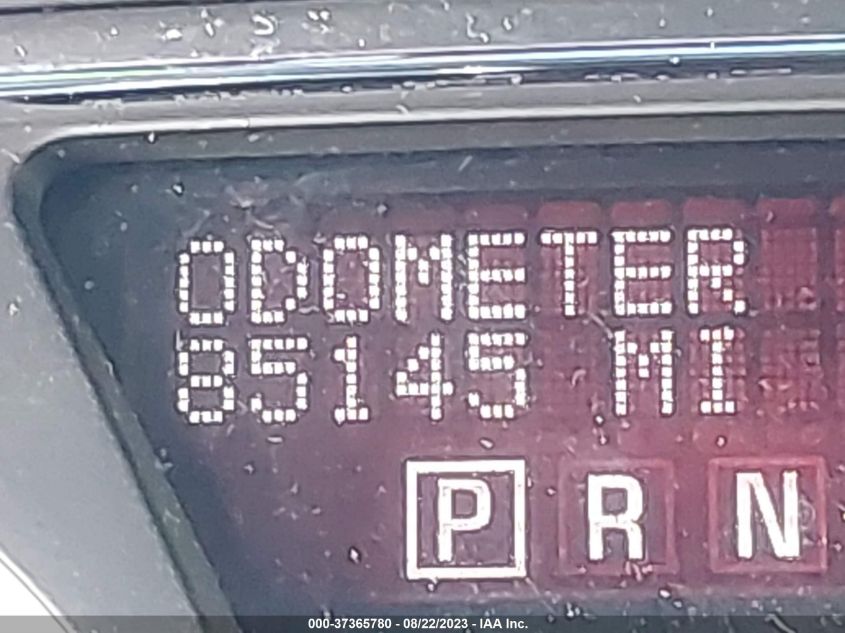 ODOMETER
85145 MI
P R N
000-37365780 - 08/22/2023 - IAA Inc.